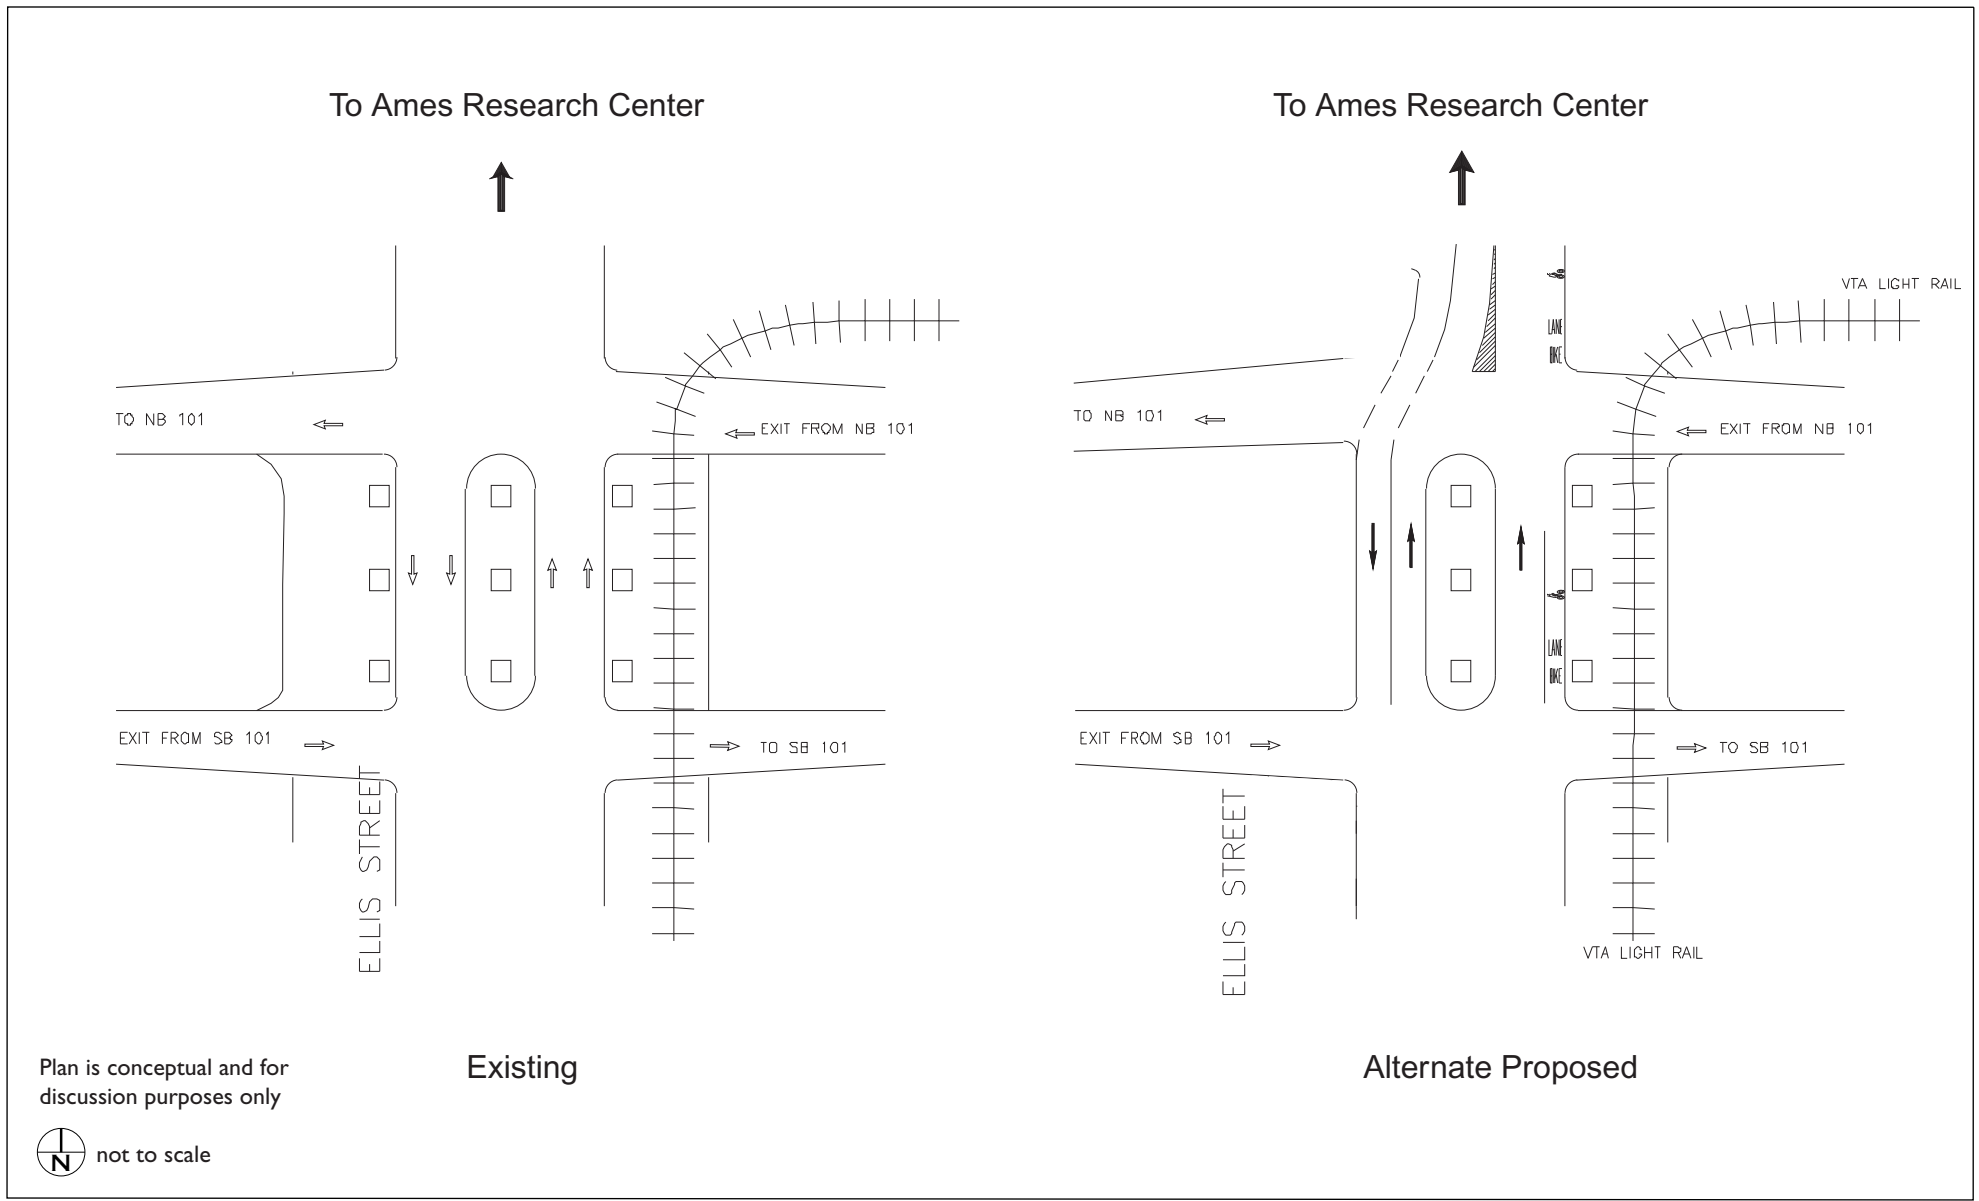 To Ames Research Center
TO NB 101
EXIT FROM NB 101
EXIT FROM SB 101
TO SB 101
ELLIS STREET
Existing
To Ames Research Center
VTA LIGHT RAIL
LANE
BIKE
TO NB 101
EXIT FROM NB 101
LANE
BIKE
EXIT FROM SB 101
TO SB 101
ELLIS STREET
VTA LIGHT RAIL
Alternate Proposed
Plan is conceptual and for
discussion purposes only
N
not to scale